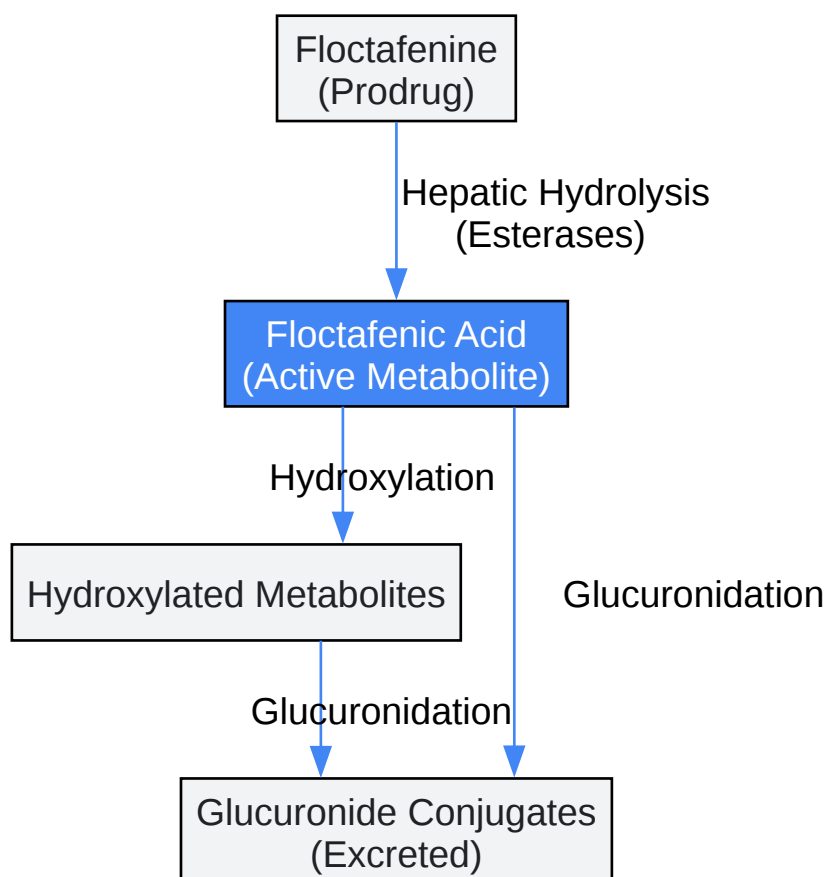 Floctafenine
(Prodrug)
Hepatic Hydrolysis
(Esterases)
Floctafenic Acid
(Active Metabolite)
Hydroxylation
Hydroxylated Metabolites
Glucuronidation
Glucuronidation
Glucuronide Conjugates
(Excreted)